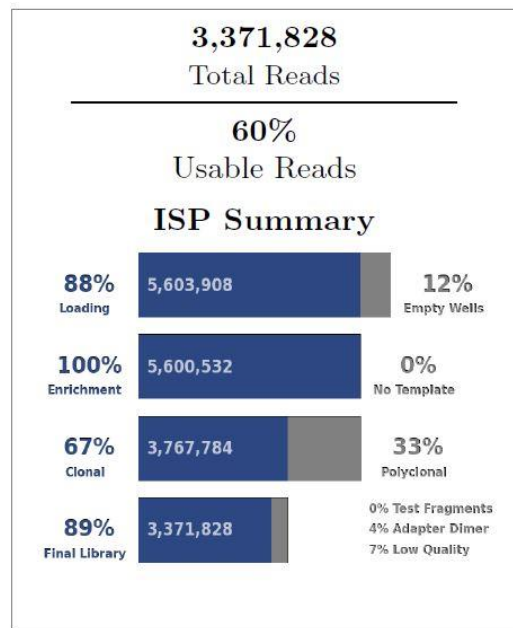 3,371,828
Total Reads
60%
Usable Reads
ISP Summary
88%
Loading
5,603,908
12%
Empty Wells
100%
Enrichment
5,600,532
0%
No Template
67%
Clonal
3,767,784
33%
Polyclonal
89%
Final Library
3,371,828
0% Test Fragments
4% Adapter Dimer
7% Low Quality